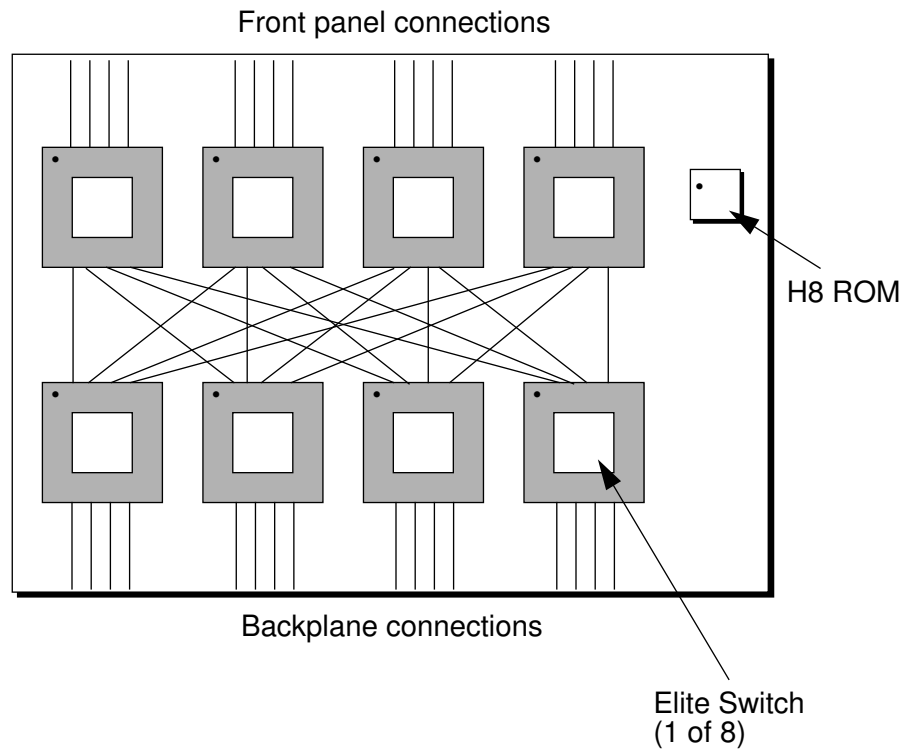 Front panel connections
H8 ROM
Backplane connections
Elite Switch
(1 of 8)